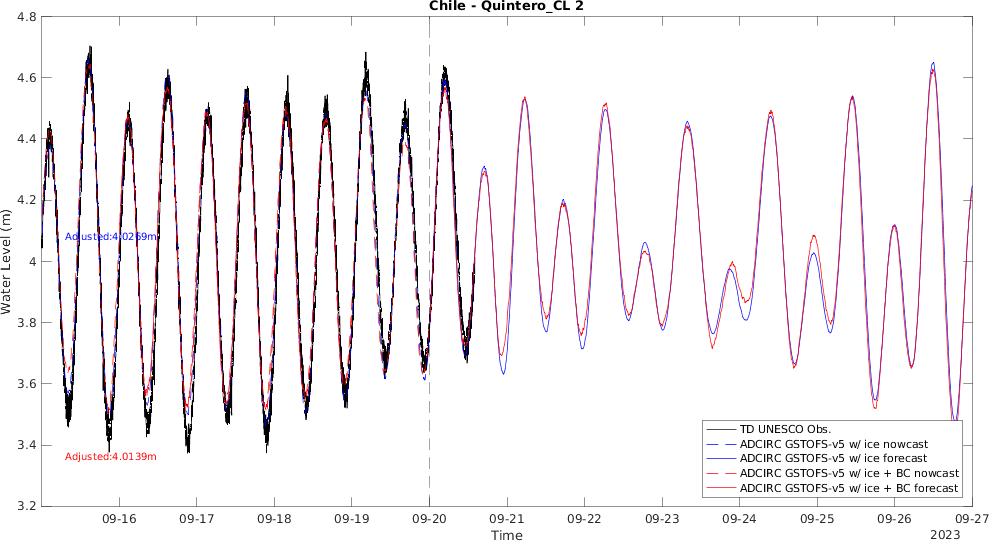 Chile - Quintero_CL 2
Water Level (m)
4.8
4.6
4.4
4.2
4
3.8
3.6
3.4
3.2
Adjusted:4.0269m
Adjusted:4.0139m
TD UNESCO Obs.
ADCIRC GSTOFS-v5 w/ ice nowcast
ADCIRC GSTOFS-v5 w/ ice forecast
ADCIRC GSTOFS-v5 w/ ice + BC nowcast
ADCIRC GSTOFS-v5 w/ ice + BC forecast
09-16 09-17 09-18 09-19 09-20 09-21 09-22 09-23 09-24 09-25 09-26 09-27
Time
2023